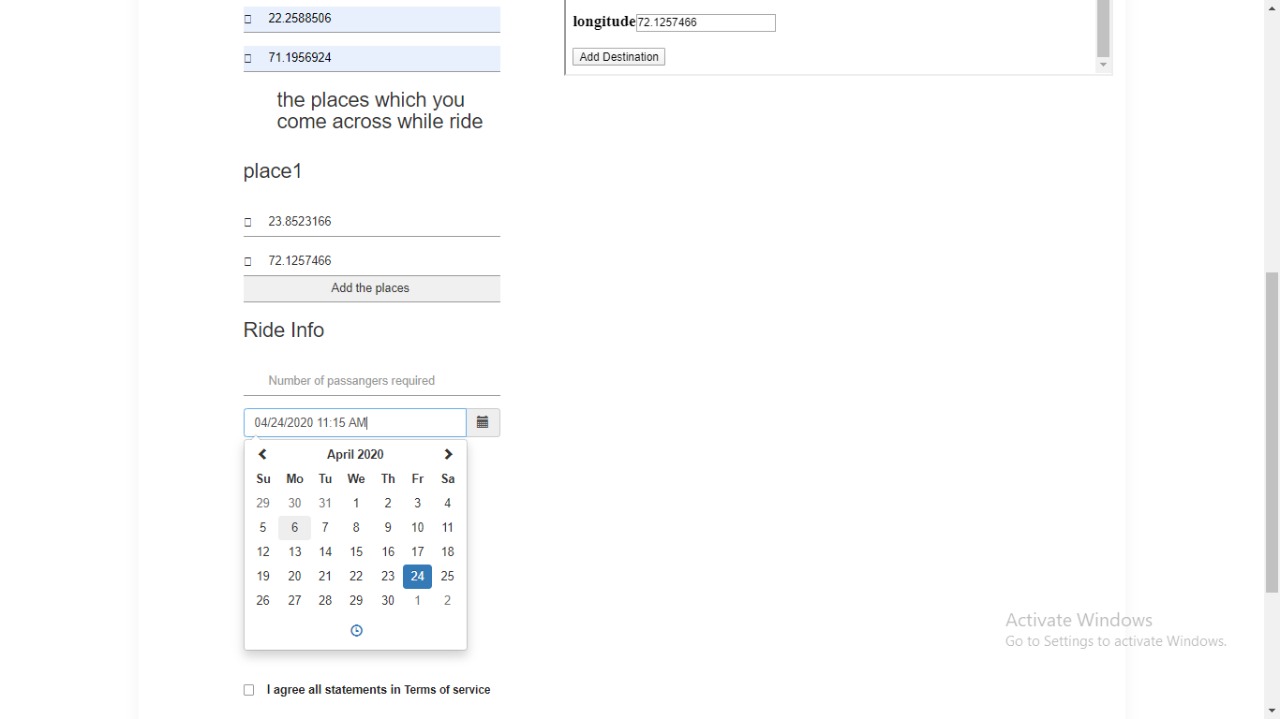 22.2588506
71.1956924
the places which you
come across while ride
place1
23.8523166
72.1257466
Add the places
Ride Info
Number of passangers required
04/24/2020 11:15 AM
April 2020
Su Mo Tu We Th Fr Sa
29 30 31 1 2 3 4
5 6 7 8 9 10 11
12 13 14 15 16 17 18
19 20 21 22 23 24 25
26 27 28 29 30 1 2
I agree all statements in Terms of service
longitude 72.1257466
Add Destination
Activate Windows
Go to Settings to activate Windows.